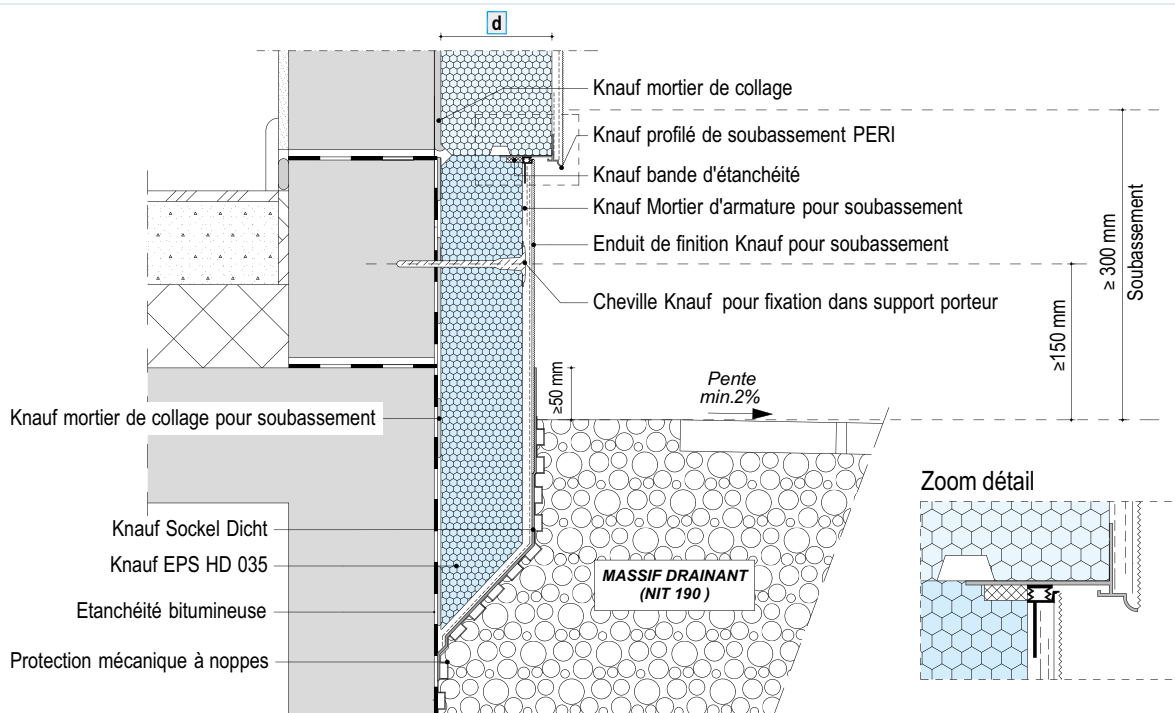 d
Knauf mortier de collage
Knauf profilé de soubassement PERI
Knauf bande d'étanchéité
Knauf Mortier d'armature pour soubassement
Enduit de finition Knauf pour soubassement
Cheville Knauf pour fixation dans support porteur
≥ 300 mm
Soubassement
≥150 mm
≥50 mm
Pente
min.2%
Knauf mortier de collage pour soubassement
Zoom détail
Knauf Sockel Dicht
Knauf EPS HD 035
Etanchéité bitumineuse
Protection mécanique à noppes
MASSIF DRAINANT
(NIT 190 )